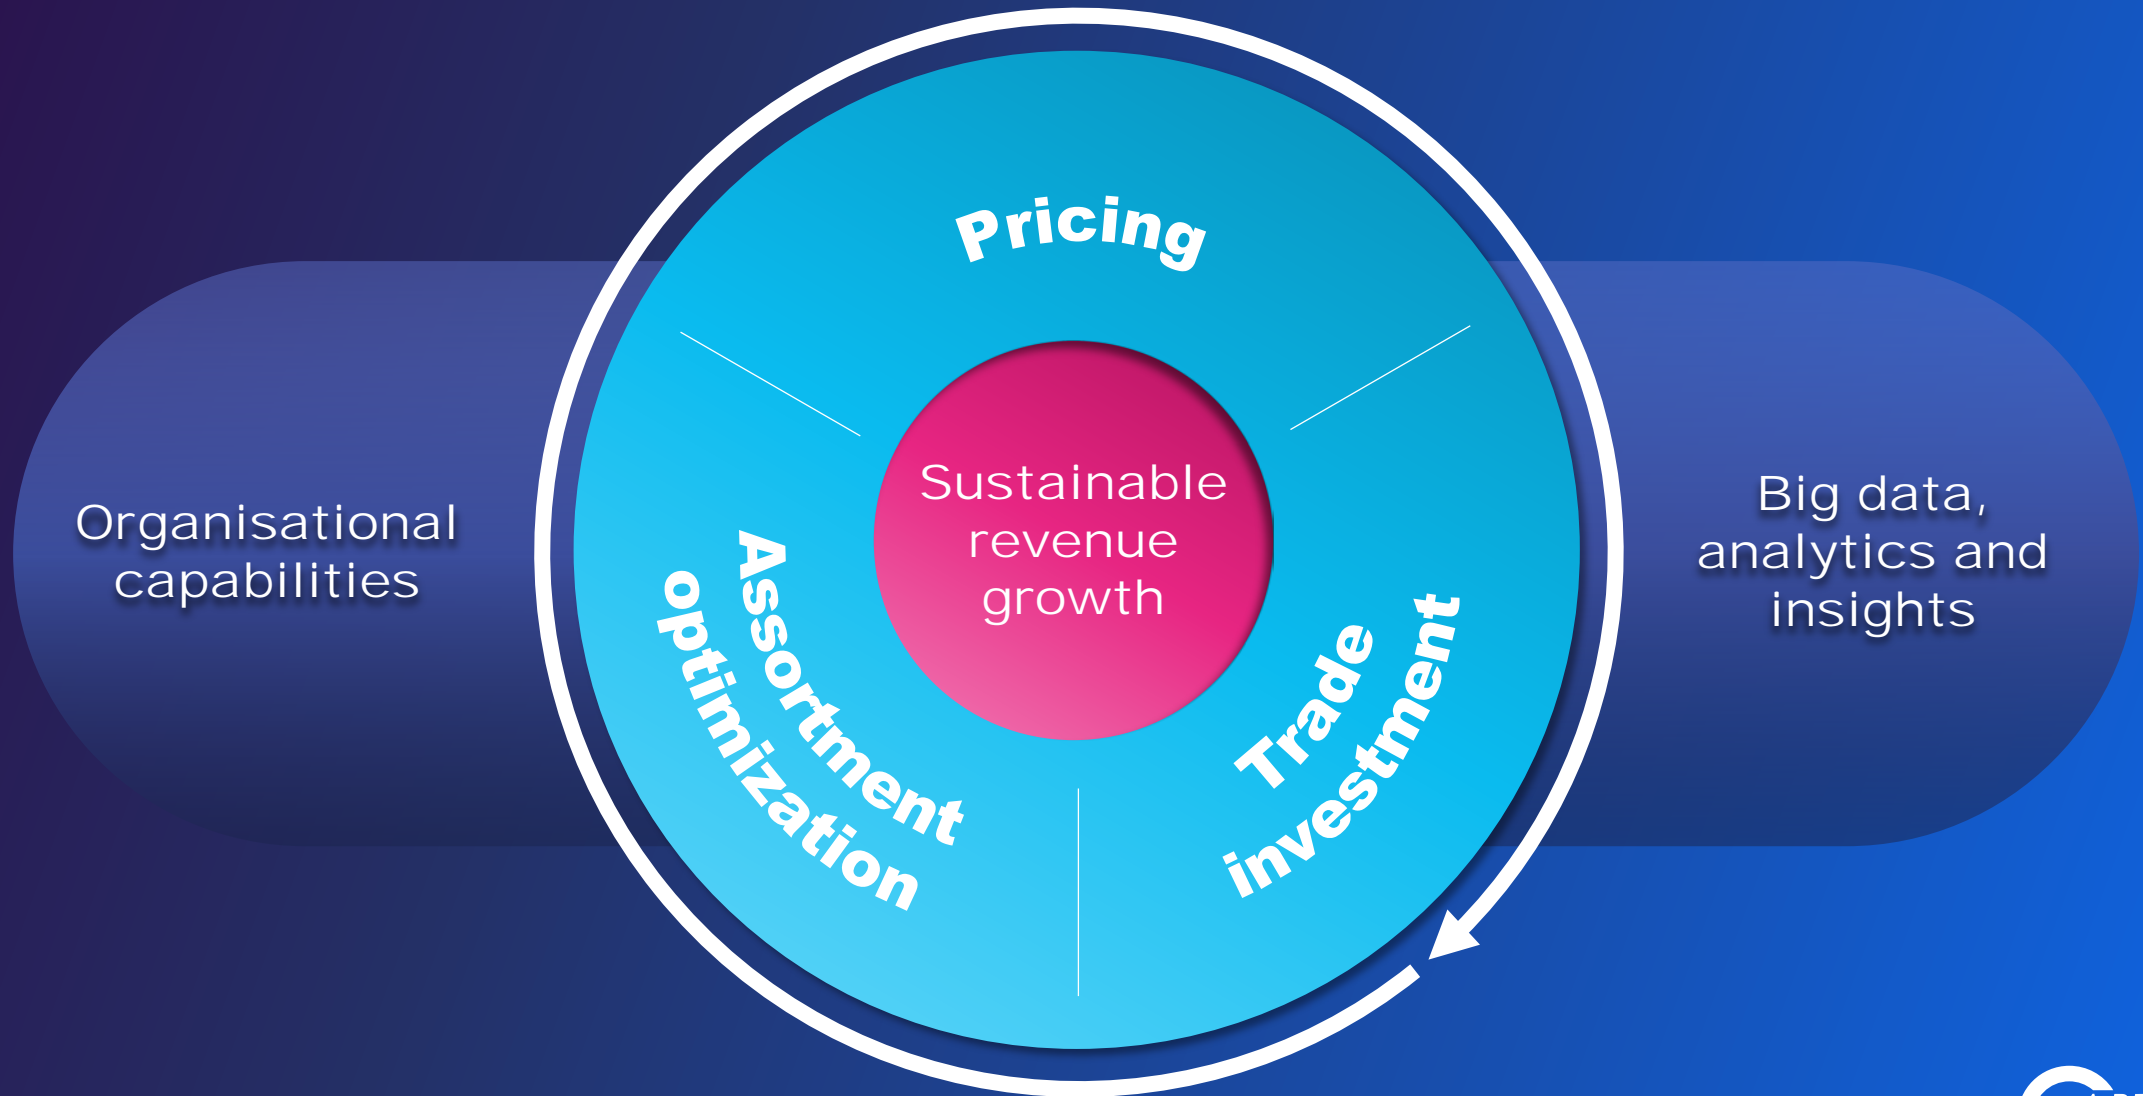 Pricing
Organisational
capabilities
Sustainable
revenue
growth
Big data,
analytics and
insights
Assortment
optimization
Trade
investment